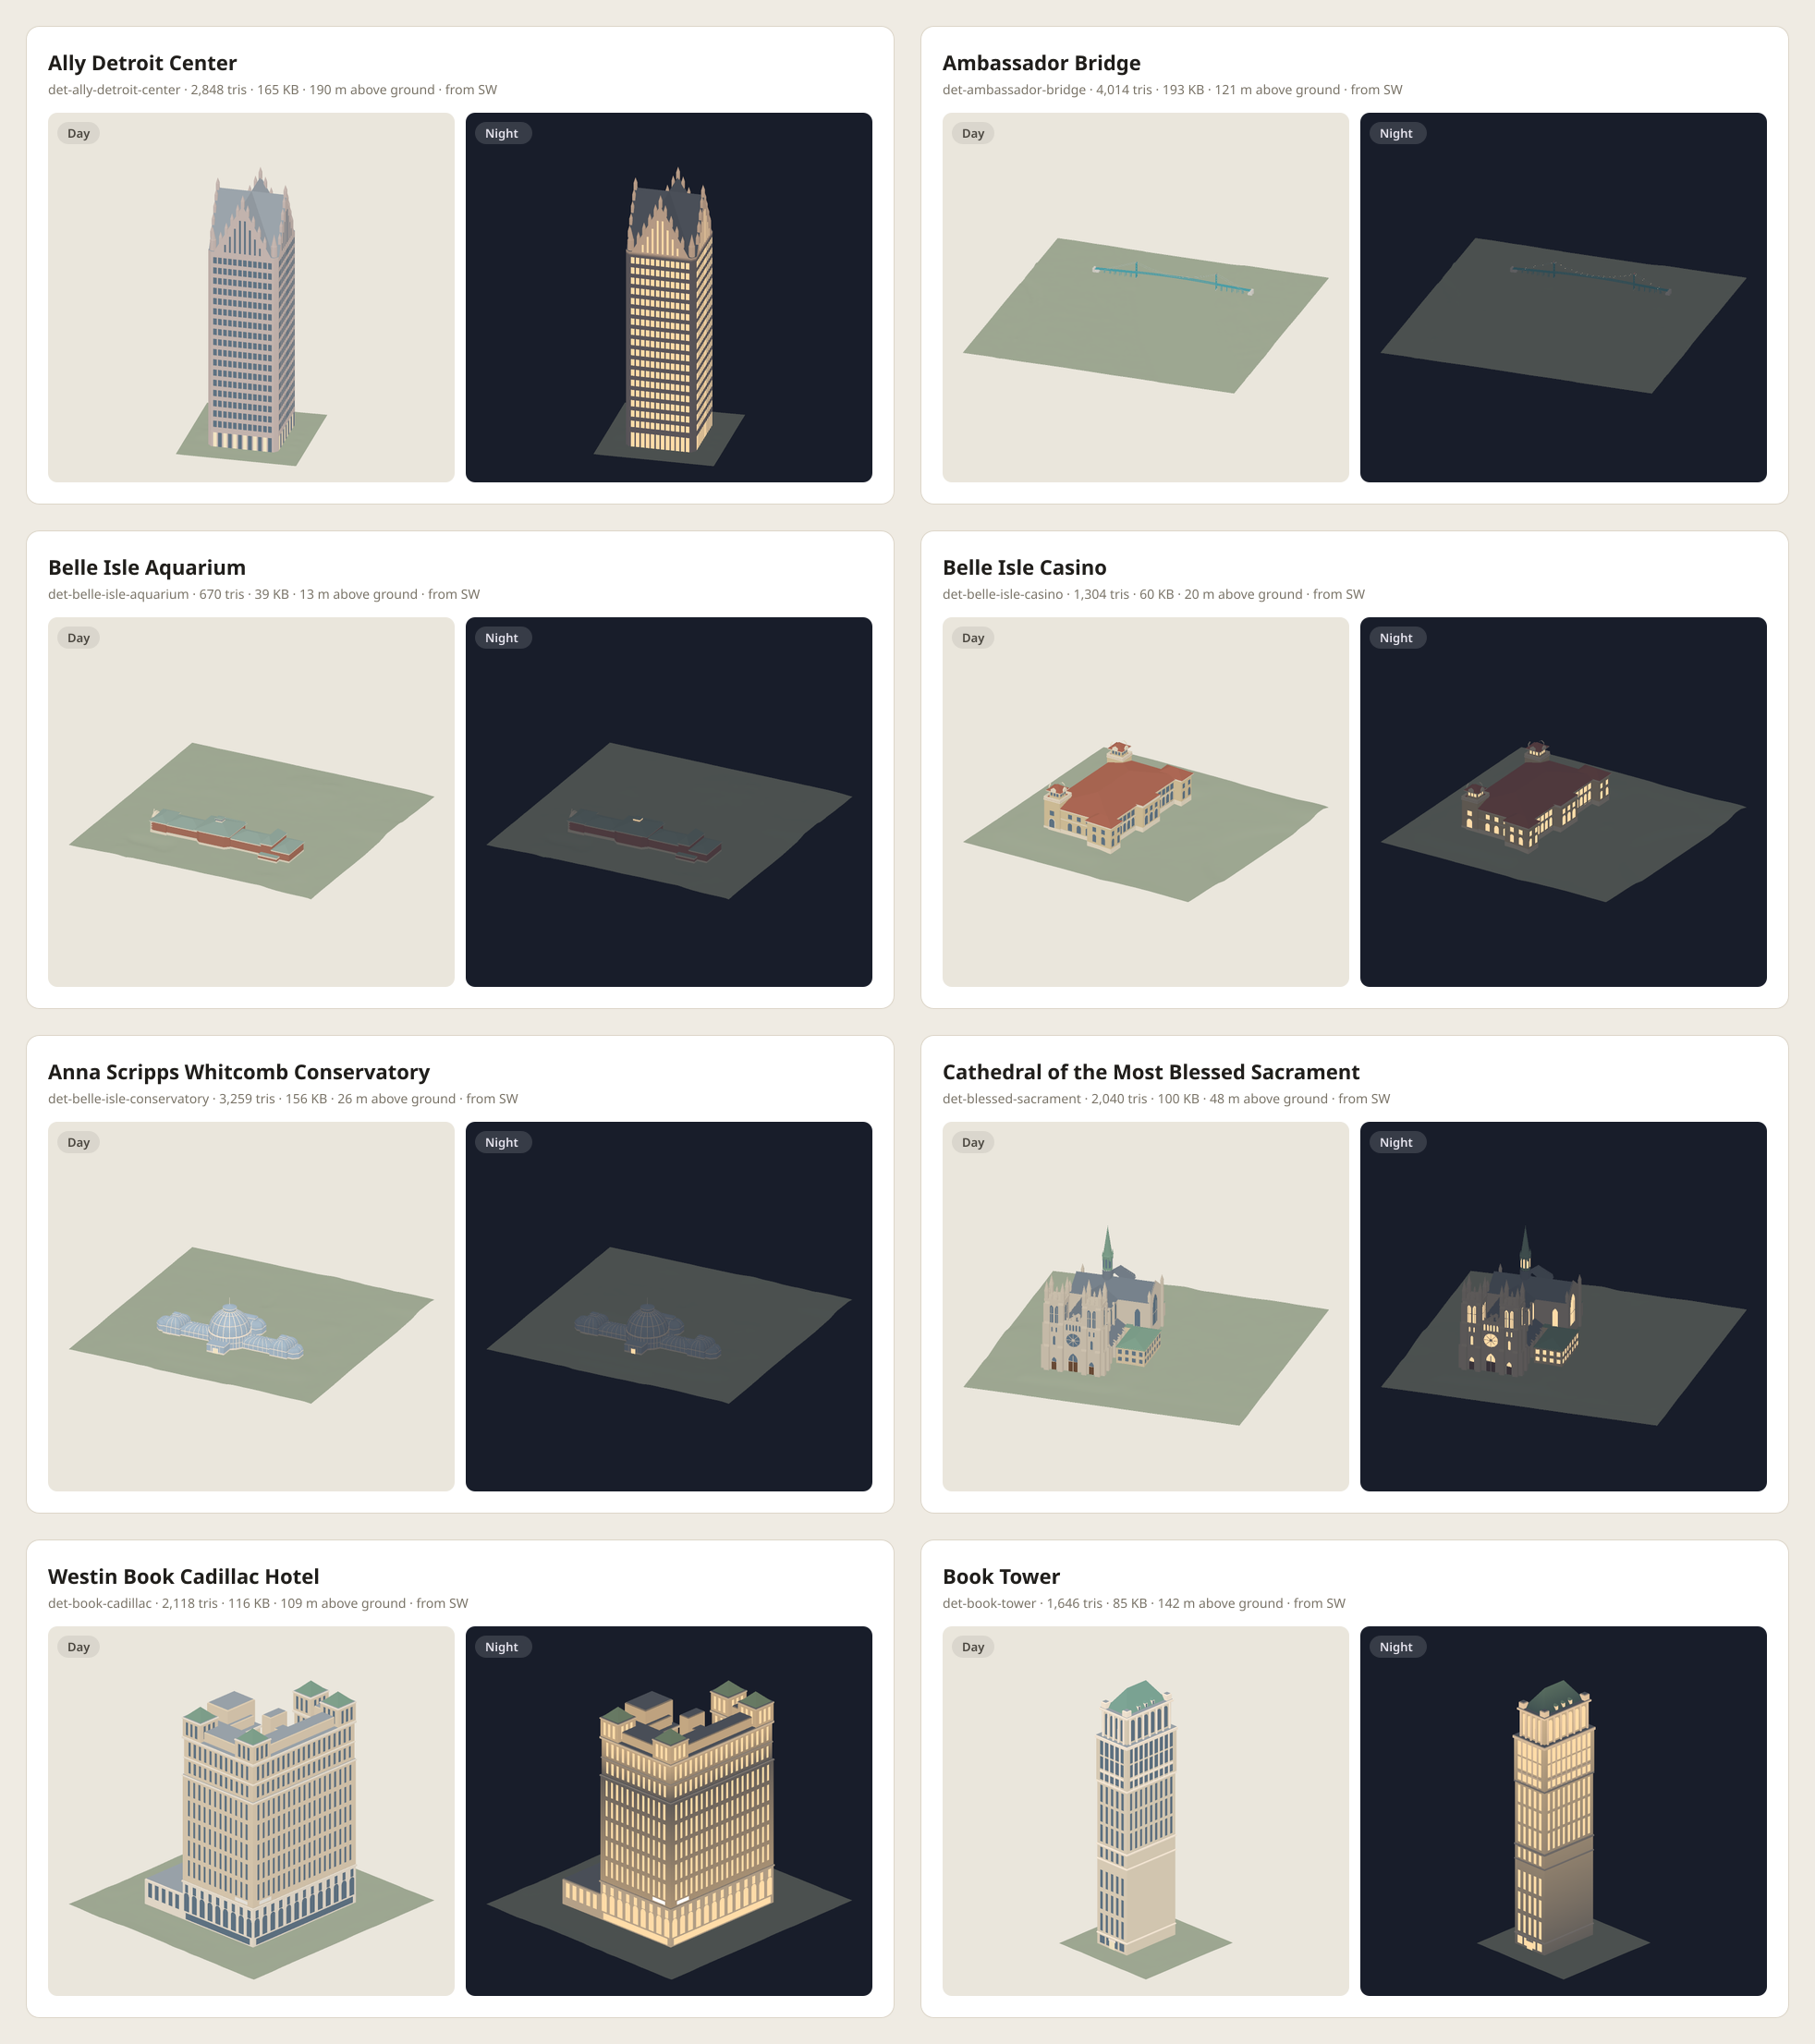 Ally Detroit Center
det-ally-detroit-center · 2,848 tris · 165 KB · 190 m above ground · from SW
Day
Night
Ambassador Bridge
det-ambassador-bridge · 4,014 tris · 193 KB · 121 m above ground · from SW
Day
Night
Belle Isle Aquarium
det-belle-isle-aquarium · 670 tris · 39 KB · 13 m above ground · from SW
Day
Night
Belle Isle Casino
det-belle-isle-casino · 1,304 tris · 60 KB · 20 m above ground · from SW
Day
Night
Anna Scripps Whitcomb Conservatory
det-belle-isle-conservatory · 3,259 tris · 156 KB · 26 m above ground · from SW
Day
Night
Cathedral of the Most Blessed Sacrament
det-blessed-sacrament · 2,040 tris · 100 KB · 48 m above ground · from SW
Day
Night
Westin Book Cadillac Hotel
det-book-cadillac · 2,118 tris · 116 KB · 109 m above ground · from SW
Day
Night
Book Tower
det-book-tower · 1,646 tris · 85 KB · 142 m above ground · from SW
Day
Night